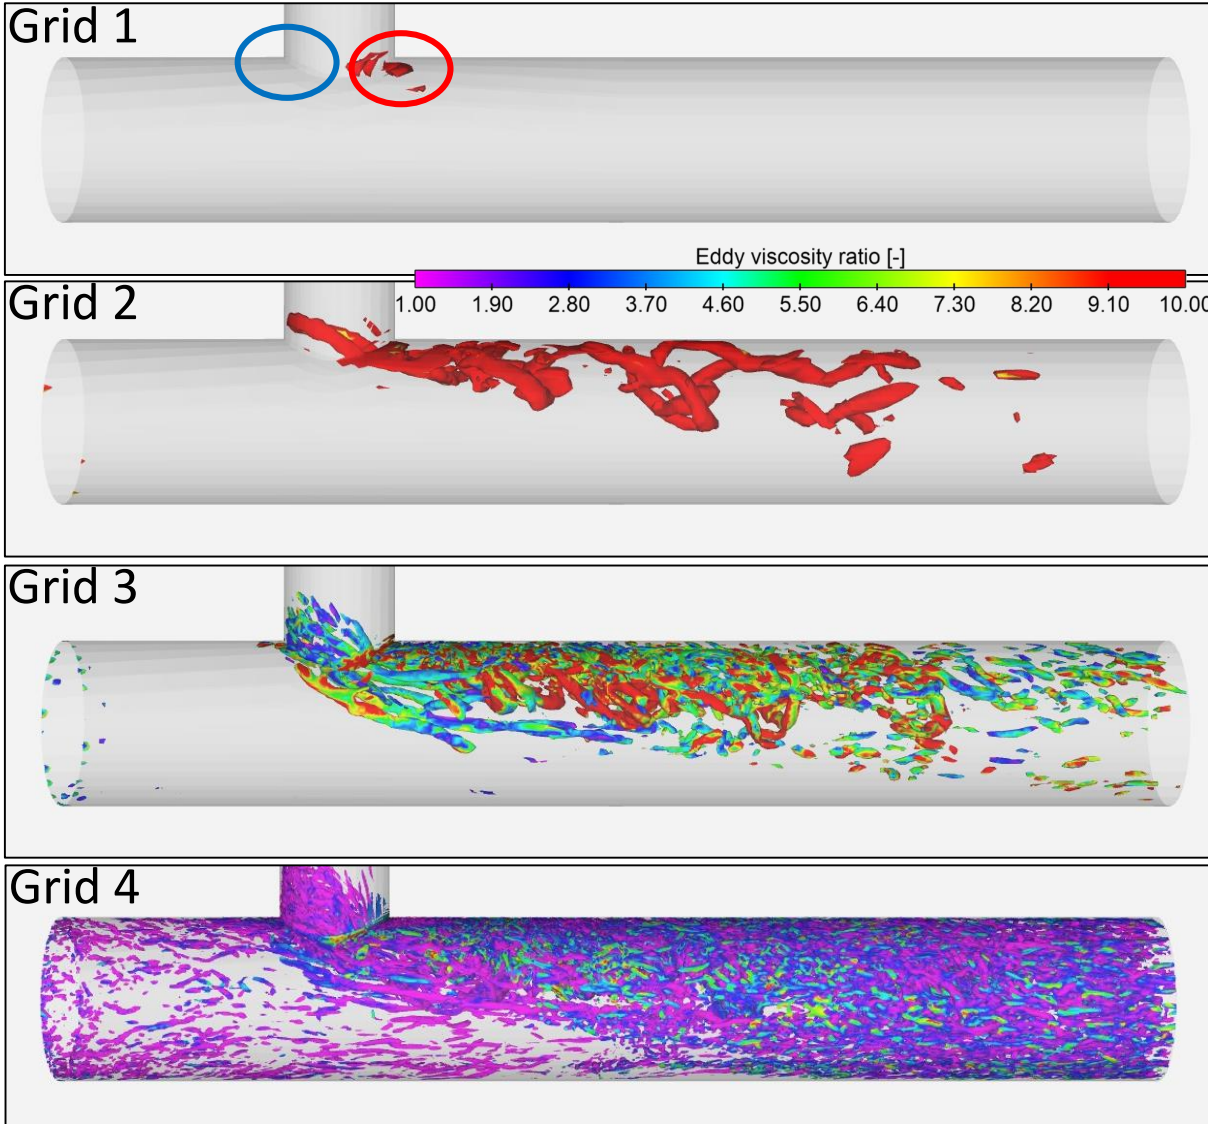 Grid 1
Eddy viscosity ratio [-]
1.00 1.90 2.80 3.70 4.60 5.50 6.40 7.30 8.20 9.10 10.00
Grid 2
Grid 3
Grid 4